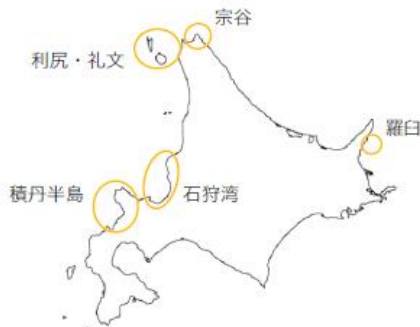 宗谷
利尻・礼文
羅臼
積丹半島
石狩湾